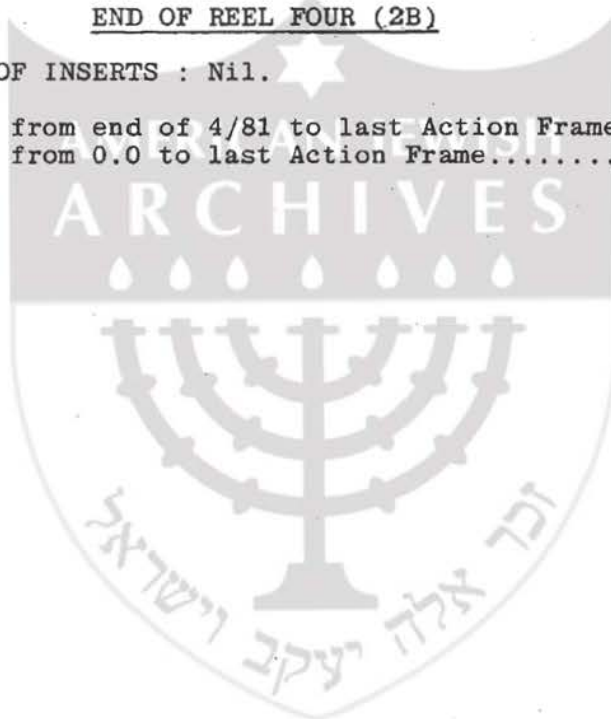 END OF REEL FOUR (2B)
OF INSERTS : Nil.
from end of 4/81 to last Action Frame
from 0.0 to last Action Frame........
AMERICAN JEWISH
ARCHIVES
זכר אלה יעקב וישראל